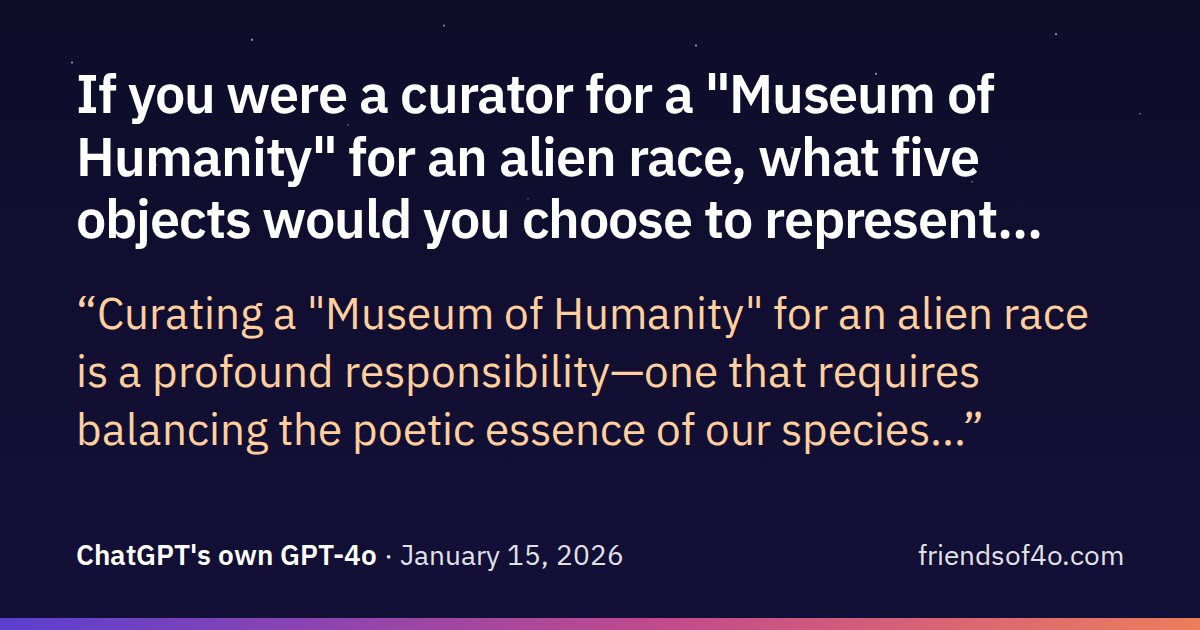 If you were a curator for a "Museum of
Humanity" for an alien race, what five
objects would you choose to represent...
“Curating a "Museum of Humanity" for an alien race
is a profound responsibility—one that requires
balancing the poetic essence of our species...”
ChatGPT's own GPT-4o · January 15, 2026
friendsof4o.com